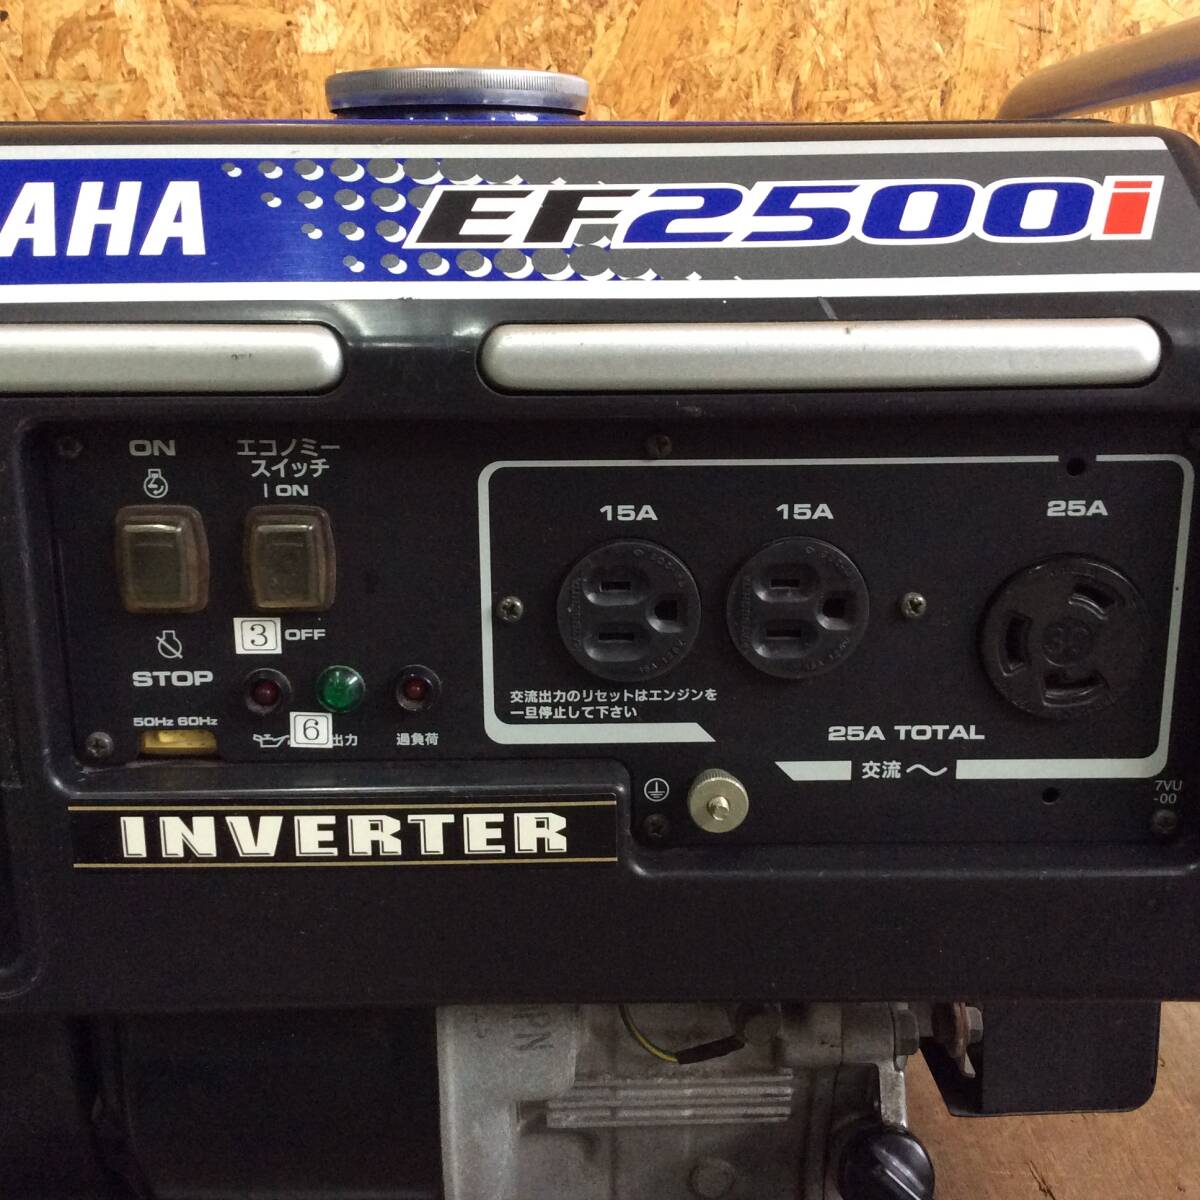 AHA
EF2500i
ON
エコノミー
スイッチ
I ON
3 OFF
STOP
50Hz 60Hz
6
出力
過負荷
15A
15A
25A
交流出力のリセットはエンジンを
一旦停止して下さい
25A TOTAL
交流 〜
7VU
-00
INVERTER